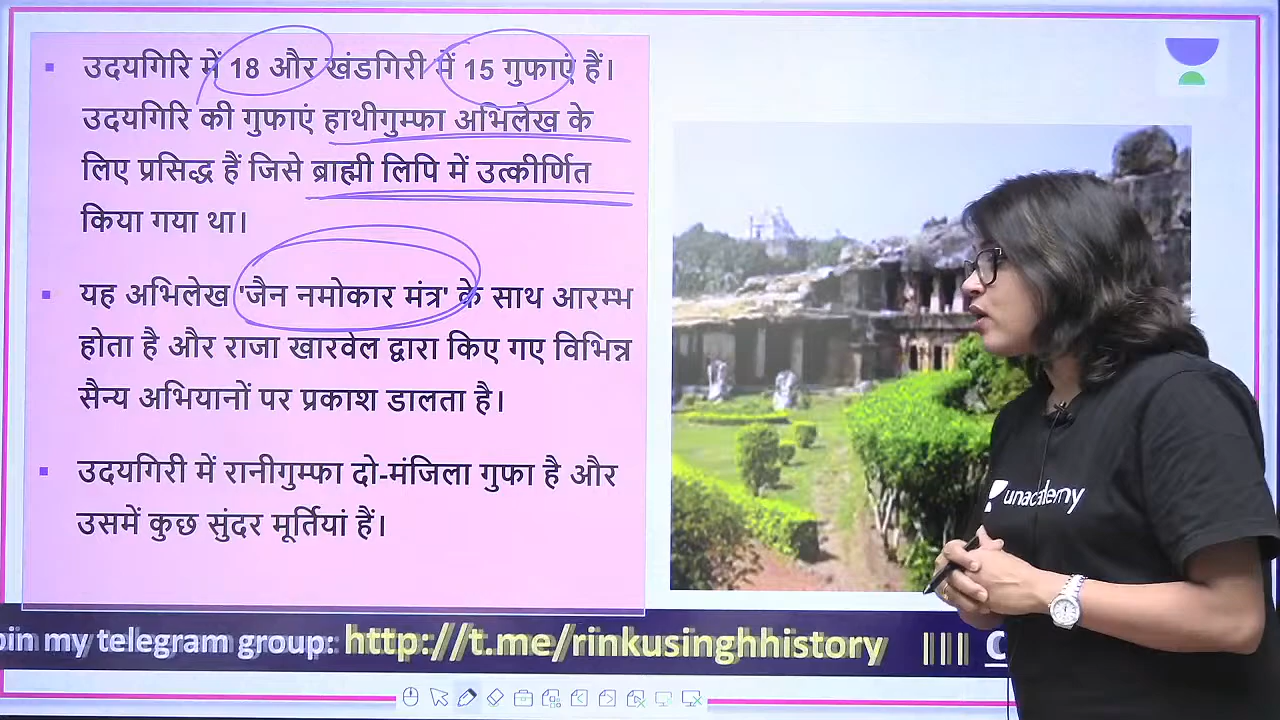 उदयगिरि में 18 और खंडगिरी में 15 गुफाएं हैं।
उदयगिरि की गुफाएं हाथीगुम्फा अभिलेख के
लिए प्रसिद्ध हैं जिसे ब्राह्मी लिपि में उत्कीर्णित
किया गया था।
यह अभिलेख 'जैन नमोकार मंत्र' के साथ आरम्भ
होता है और राजा खारवेल द्वारा किए गए विभिन्न
सैन्य अभियानों पर प्रकाश डालता है।
उदयगिरी में रानीगुम्फा दो-मंजिला गुफा है और
उसमें कुछ सुंदर मूर्तियां हैं।
unacademy
my telegram group: http://t.me/rinkusinghhistory ||||